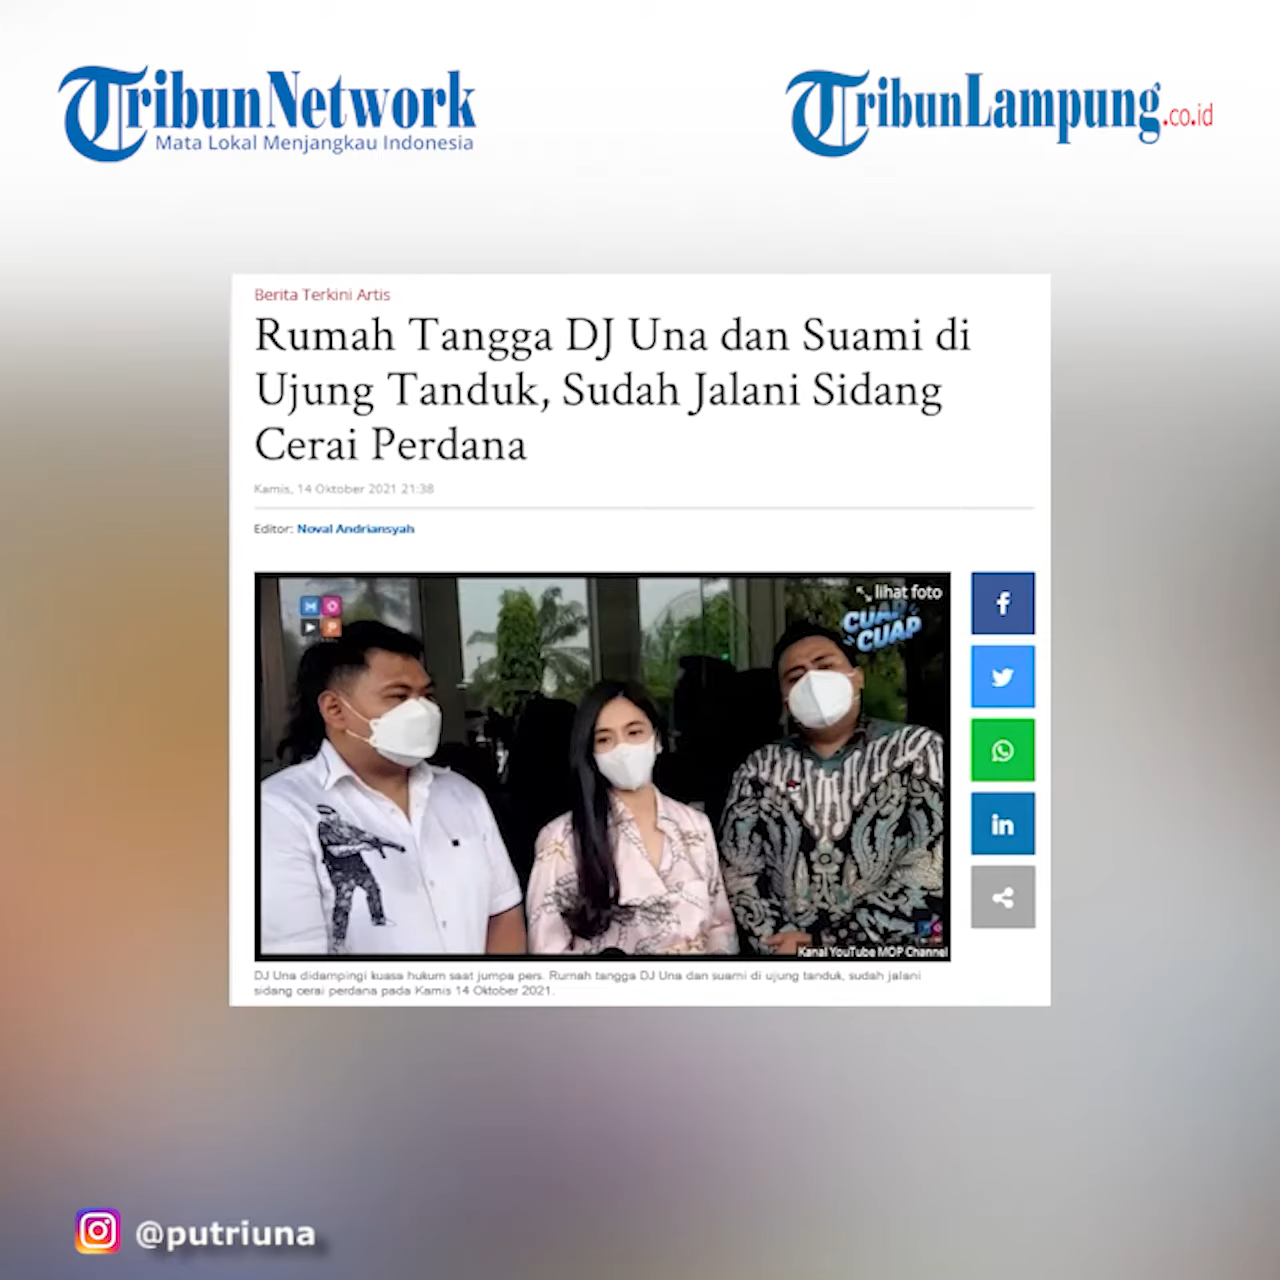 TribunNetwork
Mata Lokal Menjangkau Indonesia
TribunLampung.co.id
Berita Terkini Artis
Rumah Tangga DJ Una dan Suami di
Ujung Tanduk, Sudah Jalani Sidang
Cerai Perdana
Kamis, 14 Oktober 2021 21:38
Editor: Noval Andriansyah
lihat foto
CUAP
CUAP
Kanal YouTube MOP Channel
DJ Una didampingi kuasa hukum saat jumpa pers. Rumah tangga DJ Una dan suami di ujung tanduk, sudah jalani
sidang cerai perdana pada Kamis 14 Oktober 2021.
@putriuna